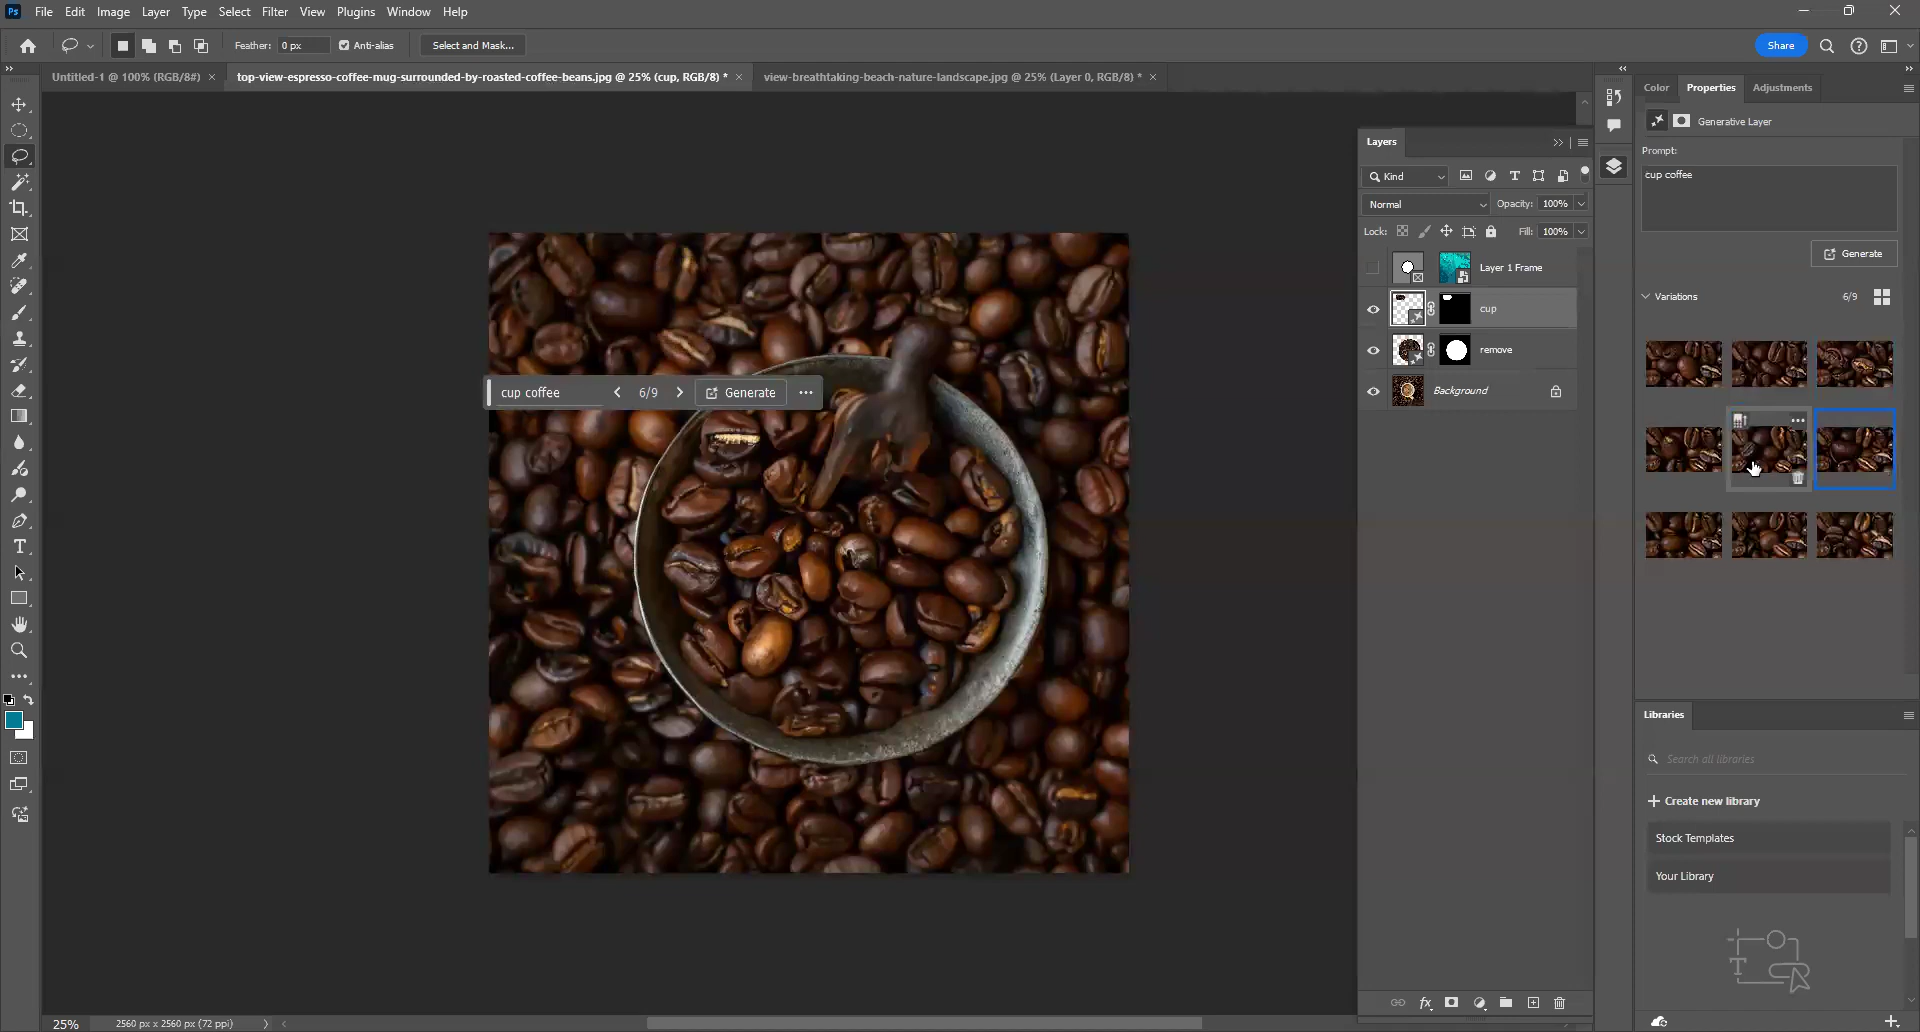 Ps File Edit Image Layer Type Select Filter View Plugins Window Help
Feather: 0 px Anti-alias Select and Mask... Share
Untitled-1 @ 100% (RGB/8#) × top-view-espresso-coffee-mug-surrounded-by-roasted-coffee-beans.jpg @ 25% (cup, RGB/8) * × view-breathtaking-beach-nature-landscape.jpg @ 25% (Layer 0, RGB/8) * ×
Color Properties Adjustments
Generative Layer
Prompt:
cup coffee
Generate
Variations 6/9
Layers
Kind
Normal Opacity: 100%
Lock: Fill: 100%
Layer 1 Frame
cup
remove
Background
cup coffee 6/9 Generate ...
Libraries
Search all libraries
+ Create new library
Stock Templates
Your Library
fx
25% 2560 px x 2560 px (72 ppi)